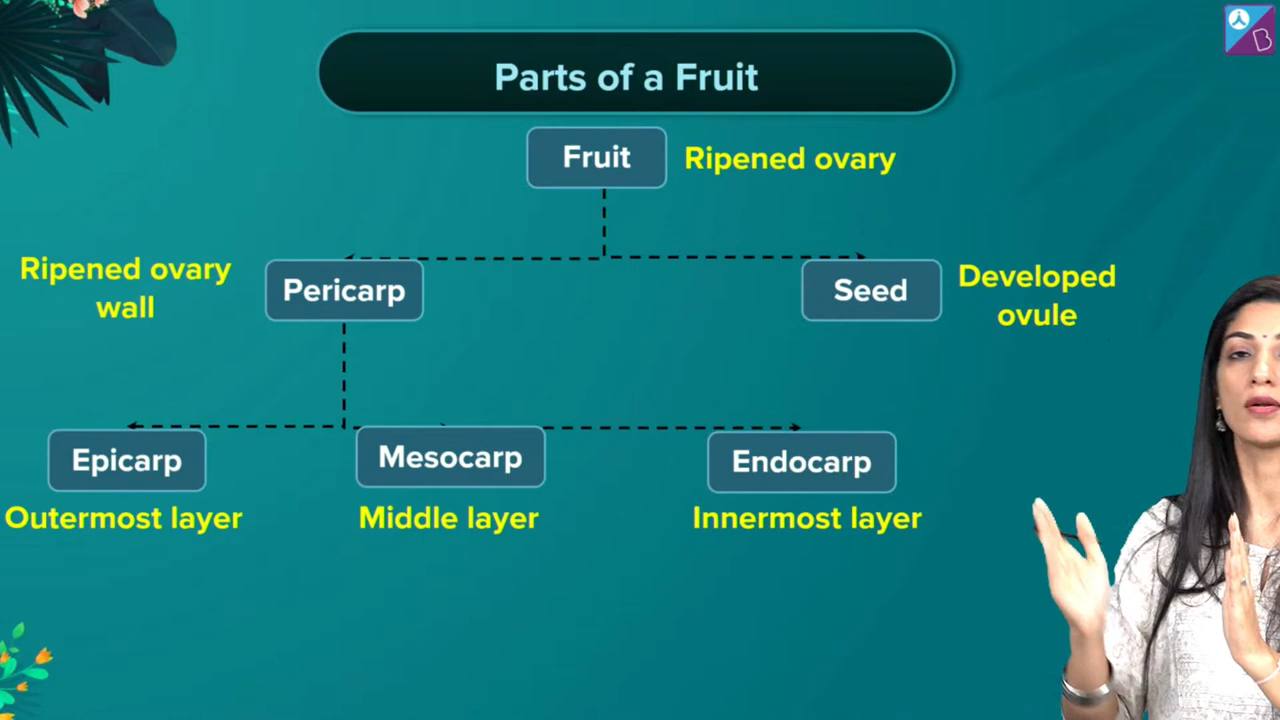 Parts of a Fruit
Fruit
Ripened ovary
Ripened ovary
wall
Pericarp
Seed
Developed
ovule
Epicarp
Mesocarp
Endocarp
Outermost layer
Middle layer
Innermost layer
B